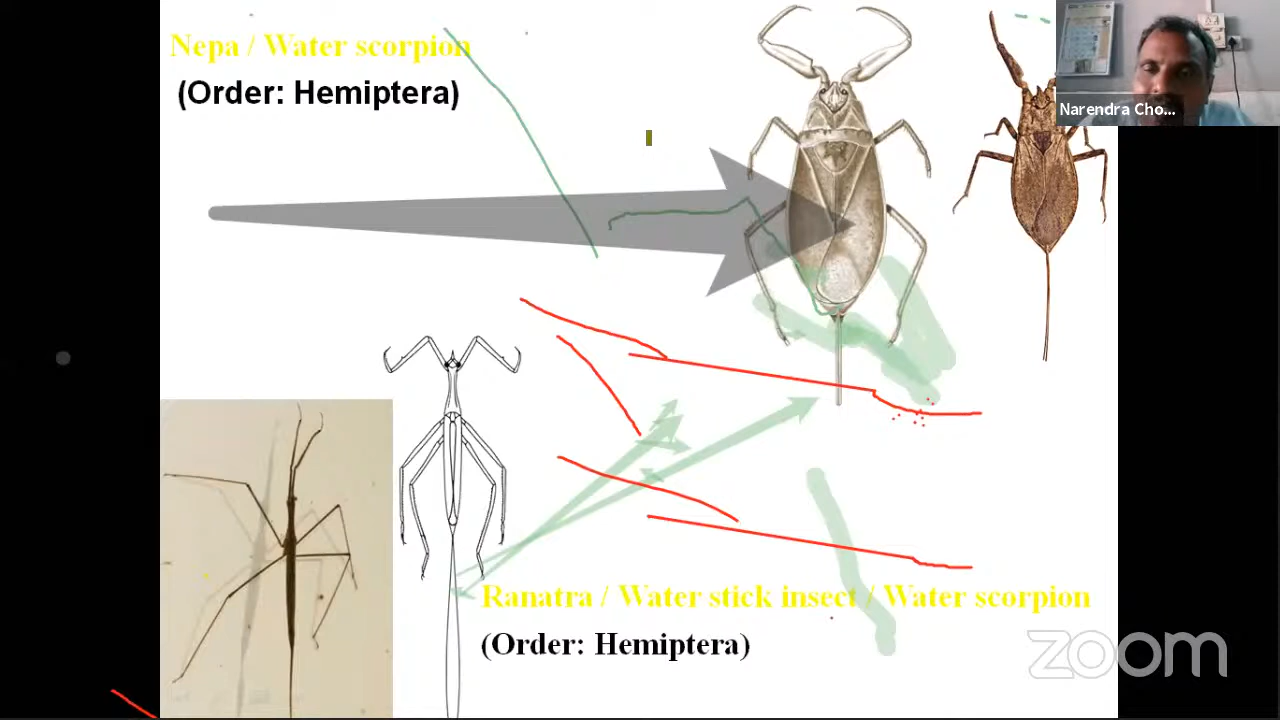 Nepa / Water scorpion
(Order: Hemiptera)
Narendra Cho...
Ranatra / Water stick insect / Water scorpion
(Order: Hemiptera)
zoom